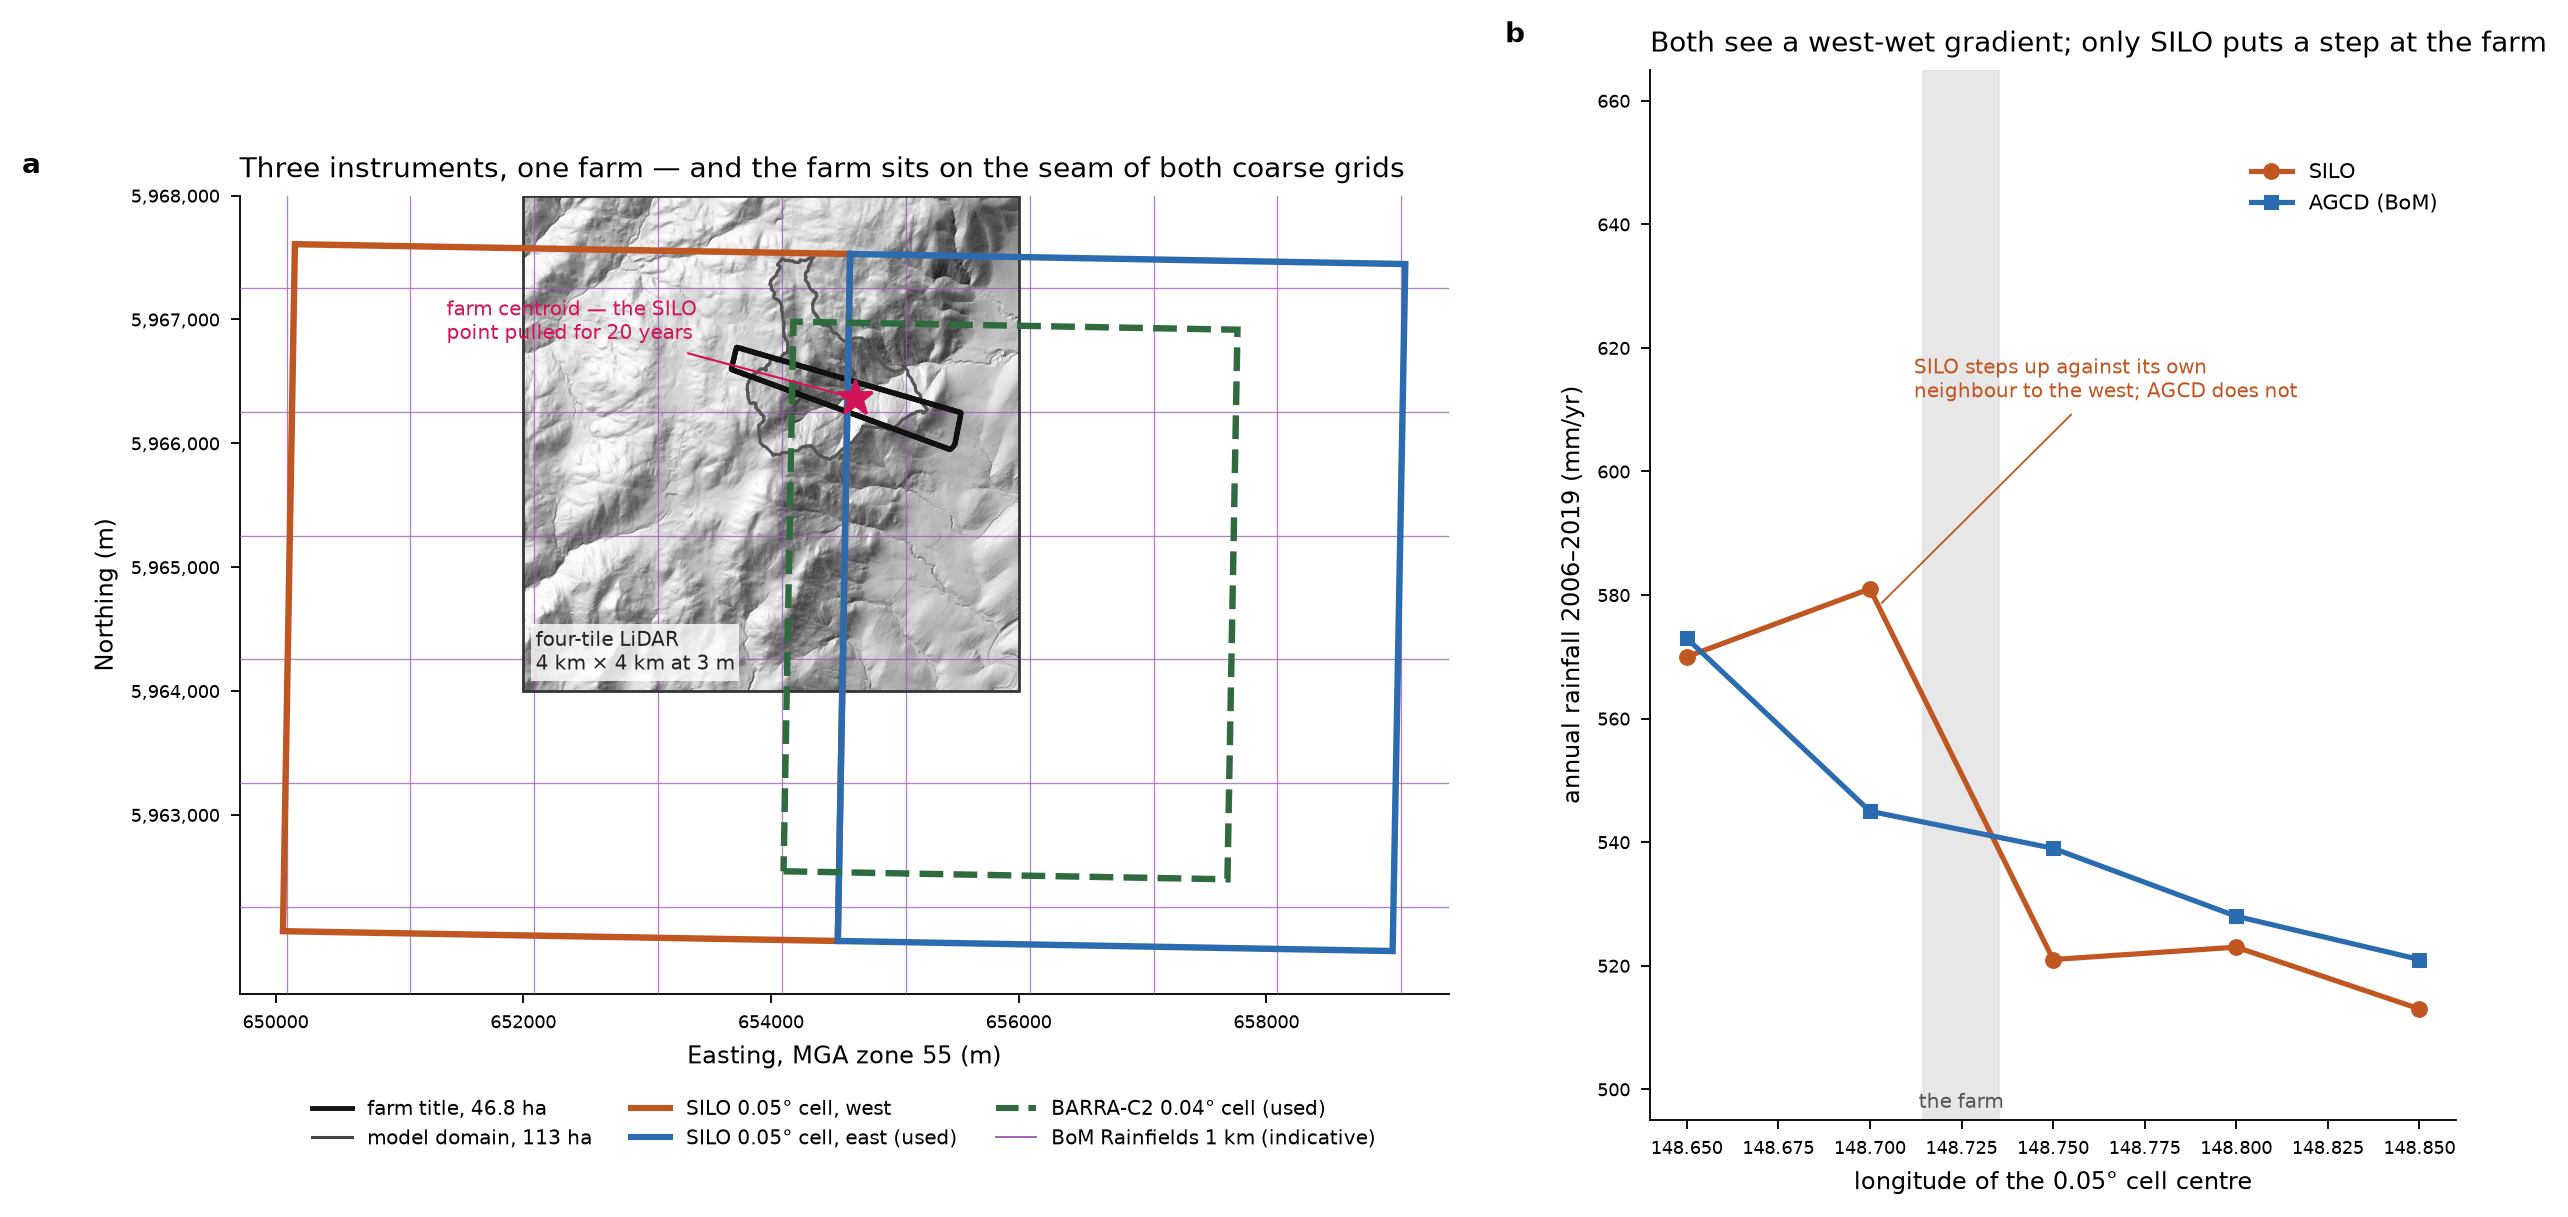 a
Three instruments, one farm — and the farm sits on the seam of both coarse grids
5,968,000
5,967,000
5,966,000
5,965,000
5,964,000
5,963,000
Northing (m)
farm centroid — the SILO
point pulled for 20 years
four-tile LiDAR
4 km × 4 km at 3 m
650000
652000
654000
656000
658000
Easting, MGA zone 55 (m)
farm title, 46.8 ha
model domain, 113 ha
SILO 0.05° cell, west
SILO 0.05° cell, east (used)
BARRA-C2 0.04° cell (used)
BoM Rainfields 1 km (indicative)
b
Both see a west-wet gradient; only SILO puts a step at the farm
660
640
620
600
580
560
540
520
500
annual rainfall 2006–2019 (mm/yr)
SILO
AGCD (BoM)
SILO steps up against its own
neighbour to the west; AGCD does not
the farm
148.650
148.675
148.700
148.725
148.750
148.775
148.800
148.825
148.850
longitude of the 0.05° cell centre